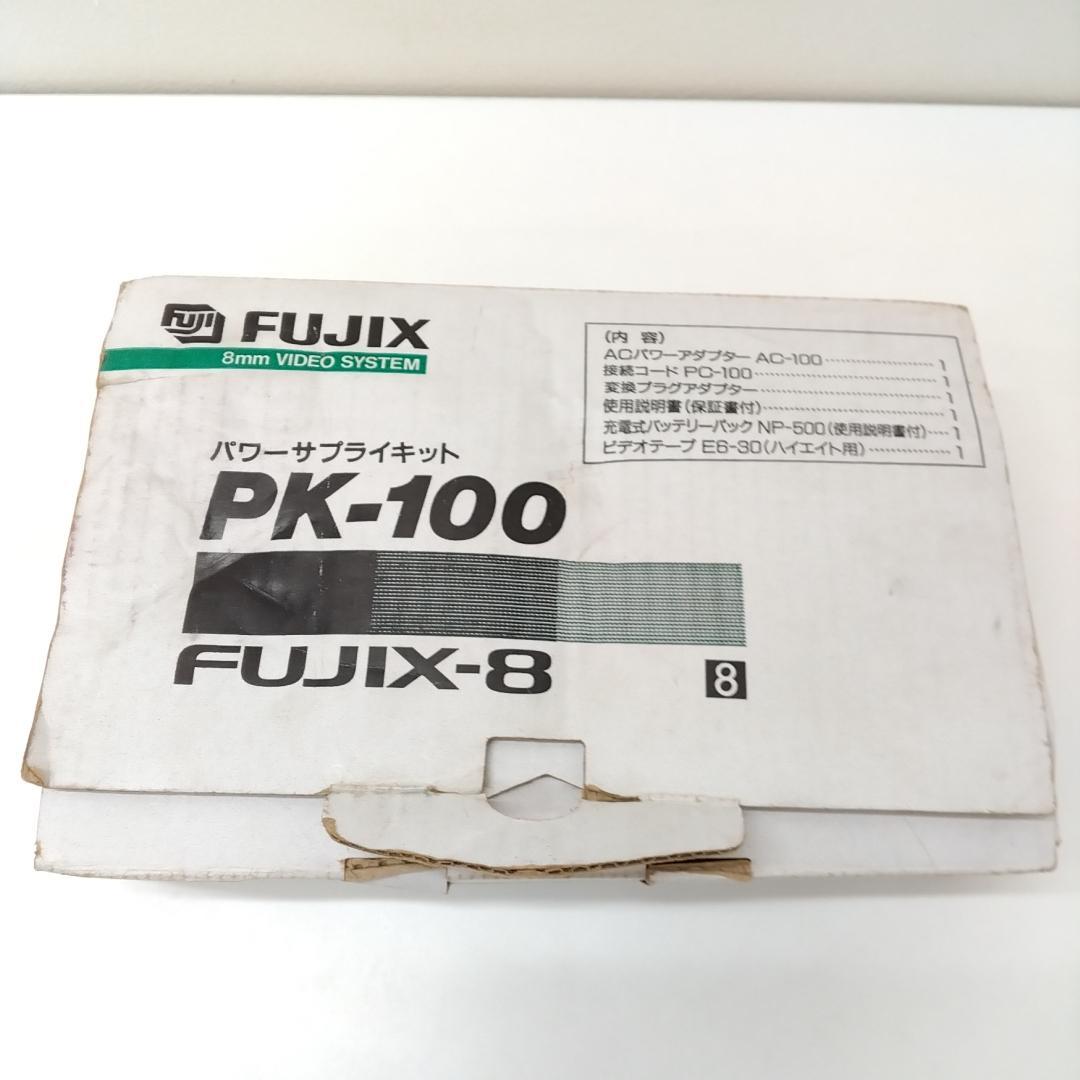 FUJI FUJIX
8mm VIDEO SYSTEM
(内 容)
ACパワーアダプター AC-100 1
接続コード PC-100 1
変換プラグアダプター 1
使用説明書(保証書付) 1
充電式バッテリーパック NP-500(使用説明書付) 1
ビデオテープ E6-30(ハイエイト用) 1
パワーサプライキット
PK-100
FUJIX-8
8